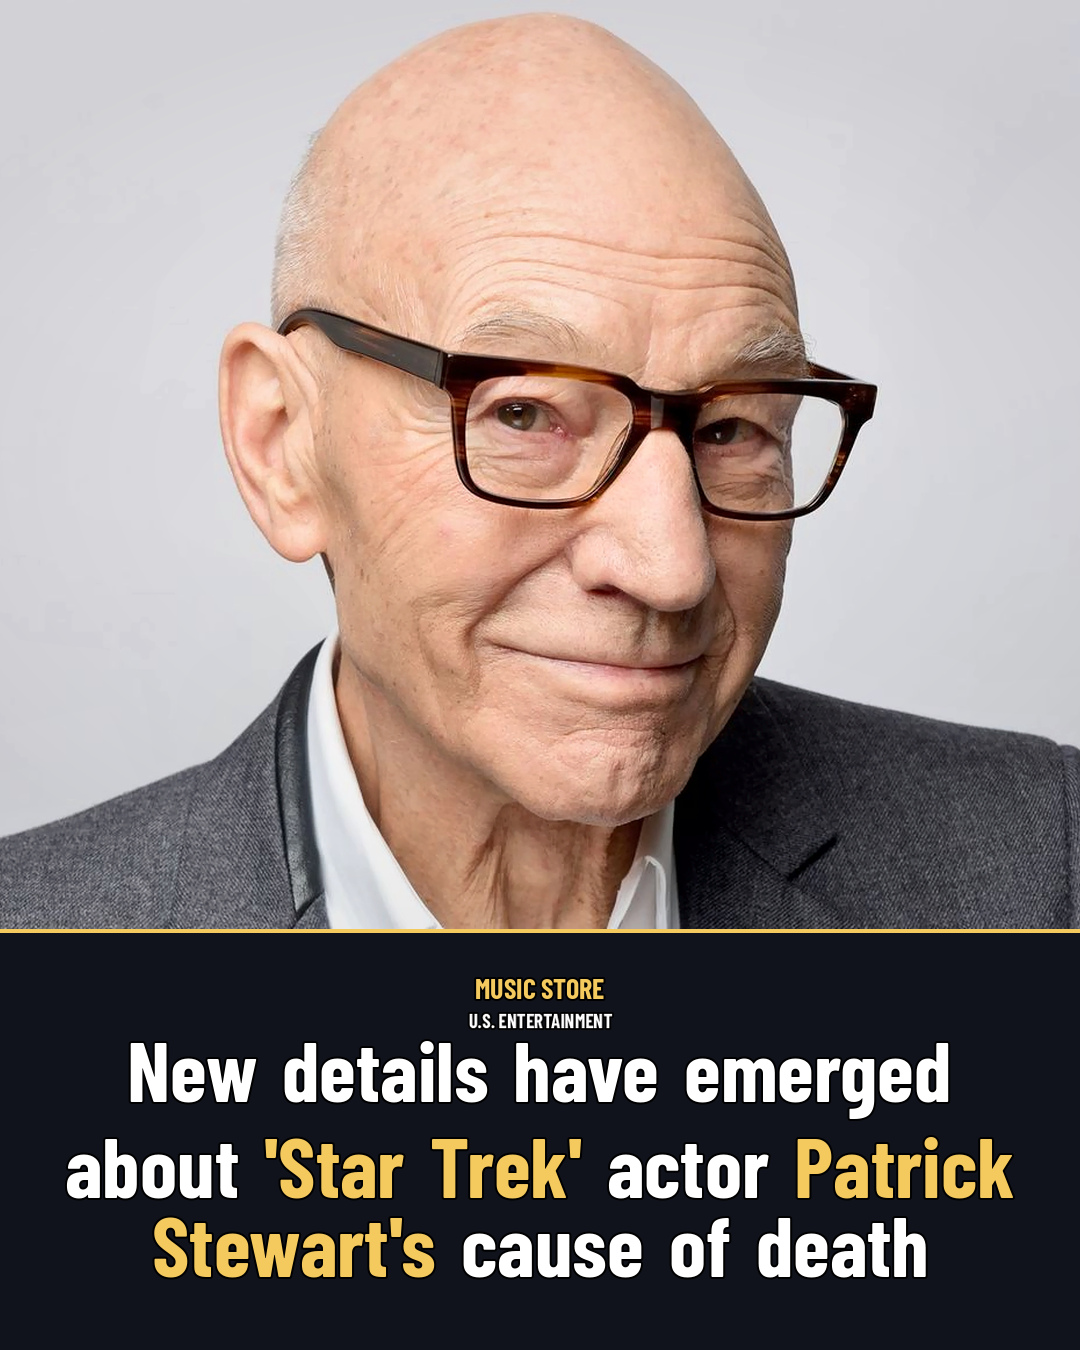 MUSIC STORE
U.S. ENTERTAINMENT
New details have emerged
about 'Star Trek' actor Patrick
Stewart's cause of death